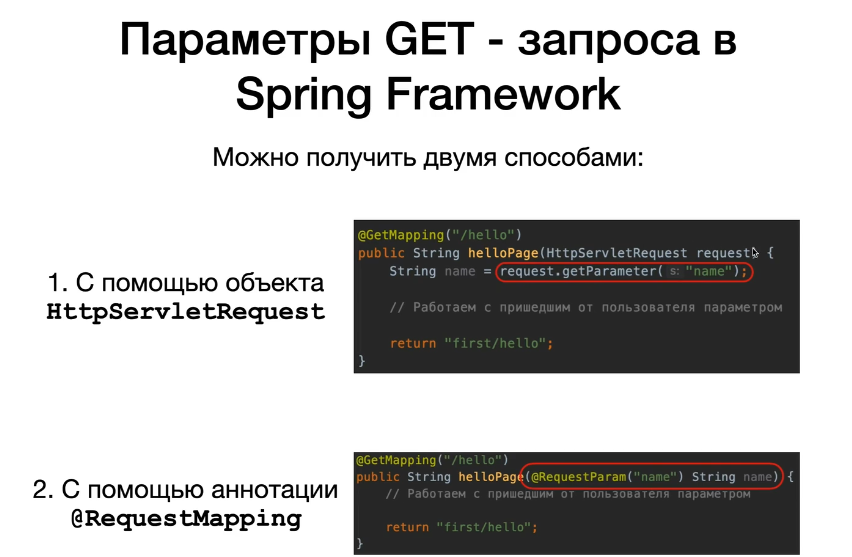 Параметры GET - запроса в
Spring Framework
Можно получить двумя способами:
1. С помощью объекта
HttpServletRequest
@GetMapping("/hello")
public String helloPage(HttpServletRequest request) {
String name = request.getParameter( s: "name");
// Работаем с пришедшим от пользователя параметром
return "first/hello";
}
2. С помощью аннотации
@RequestMapping
@GetMapping("/hello")
public String helloPage(@RequestParam("name") String name) {
// Работаем с пришедшим от пользователя параметром
return "first/hello";
}